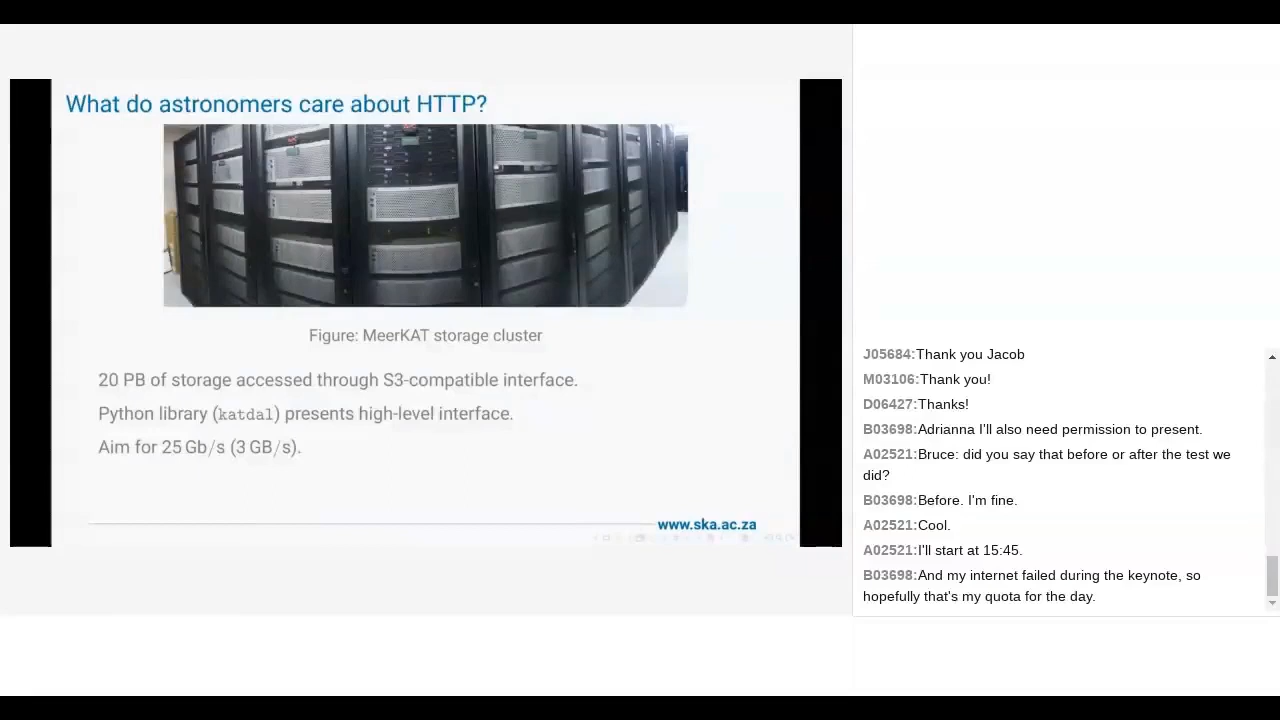 What do astronomers care about HTTP?
Figure: MeerKAT storage cluster
20 PB of storage accessed through S3-compatible interface.
Python library (katdal) presents high-level interface.
Aim for 25 Gb/s (3 GB/s).
www.ska.ac.za
J05684:Thank you Jacob
M03106:Thank you!
D06427:Thanks!
B03698:Adrianna I'll also need permission to present.
A02521:Bruce: did you say that before or after the test we
did?
B03698:Before. I'm fine.
A02521:Cool.
A02521:I'll start at 15:45.
B03698:And my internet failed during the keynote, so
hopefully that's my quota for the day.